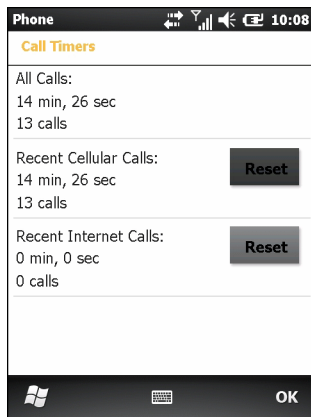 Phone 10:08
Call Timers
All Calls:
14 min, 26 sec
13 calls
Recent Cellular Calls:
14 min, 26 sec
13 calls
Reset
Recent Internet Calls:
0 min, 0 sec
0 calls
Reset
OK